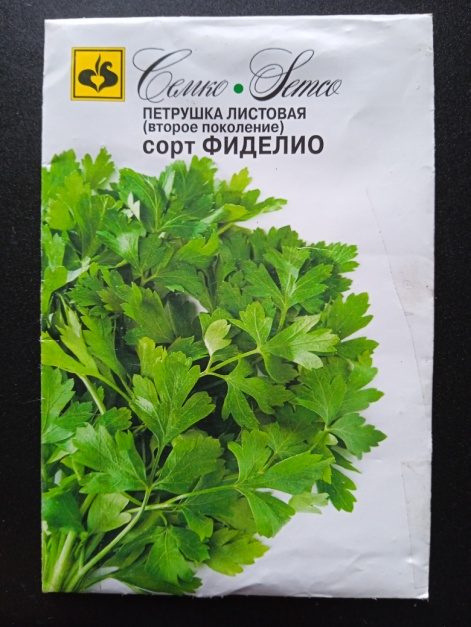 Семко • Semco
ПЕТРУШКА ЛИСТОВАЯ
(второе поколение)
сорт ФИДЕЛИО